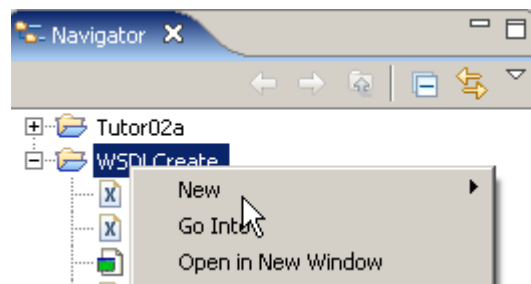 Navigator
Tutor02a
WSDLCreate
New
Go Into
Open in New Window